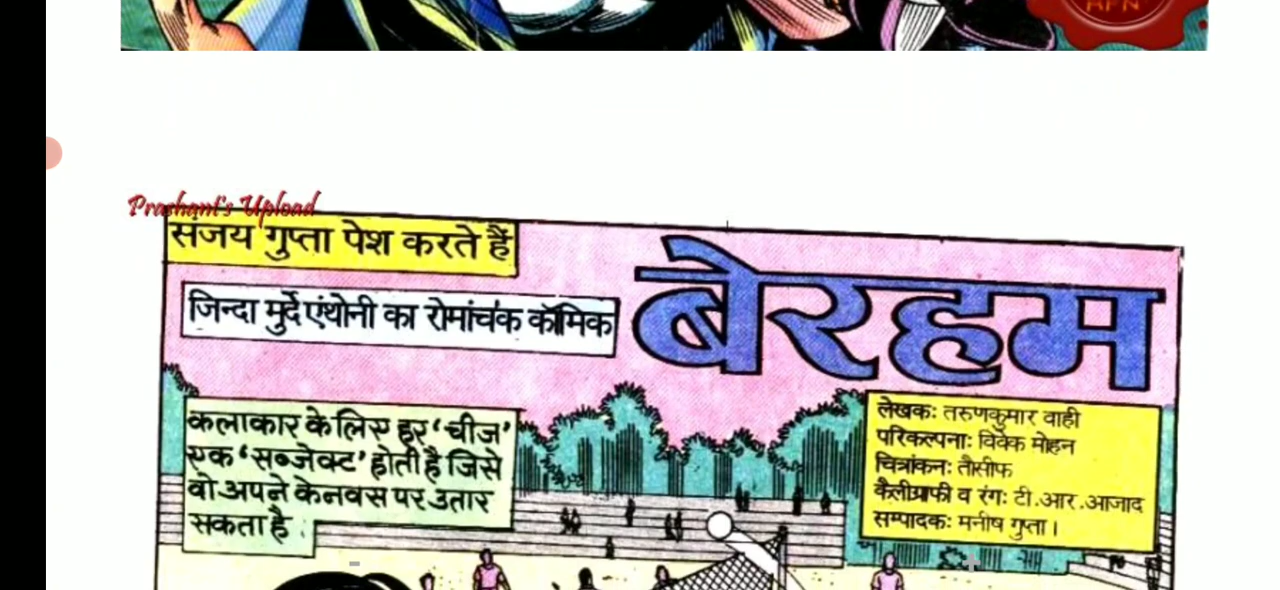 RPN
Prashant's Upload
संजय गुप्ता पेश करते हैं
जिन्दा मुर्दे एंथोनी का रोमांचक कॉमिक
बेरहम
कलाकार के लिए हर 'चीज'
एक 'सब्जेक्ट' होती है जिसे
वो अपने केनवस पर उतार
सकता है .
लेखकः तरुणकुमार वाही
परिकल्पनाः विवेक मोहन
चित्रांकनः तौसीफ
कैलीग्राफी व रंगः टी.आर.आजाद
सम्पादकः मनीष गुप्ता।